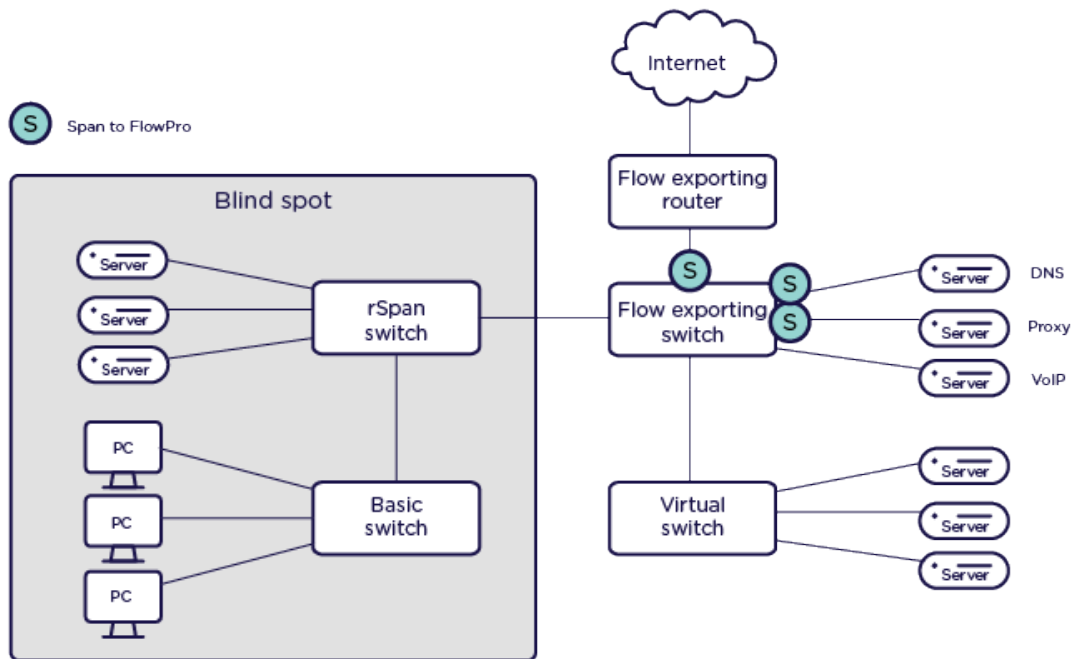 Internet
S Span to FlowPro
Flow exporting
router
Blind spot
Server
Server
Server
rSpan
switch
PC
PC
PC
Basic
switch
S
S
S
Flow exporting
switch
Server DNS
Server Proxy
Server VoIP
Virtual
switch
Server
Server
Server